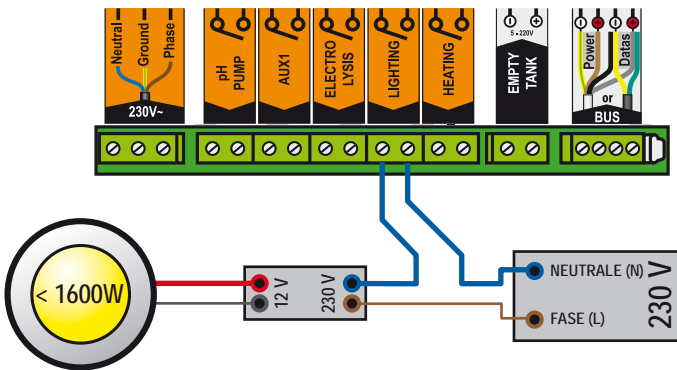 Neutral
Ground
Phase
230V~
pH
PUMP
AUX1
ELECTRO
LYSIS
LIGHTING
HEATING
5 - 220V
EMPTY
TANK
Power
Datas
or
BUS
< 1600W
12 V
230 V
NEUTRALE (N)
FASE (L)
230 V